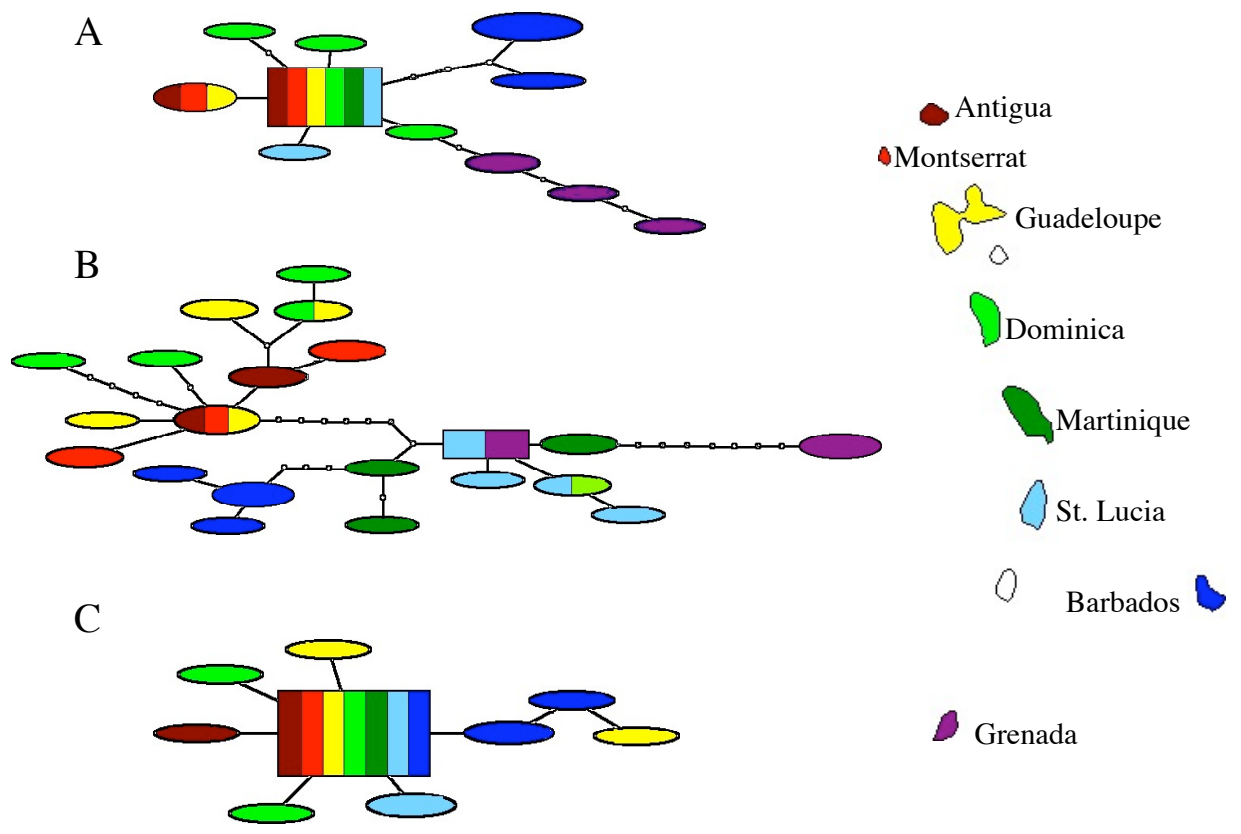 A
B
C
Antigua
Montserrat
Guadeloupe
Dominica
Martinique
St. Lucia
Barbados
Grenada